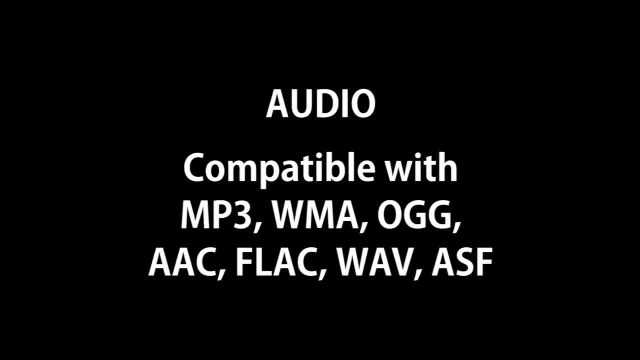 AUDIO
Compatible with
MP3, WMA, OGG,
AAC, FLAC, WAV, ASF